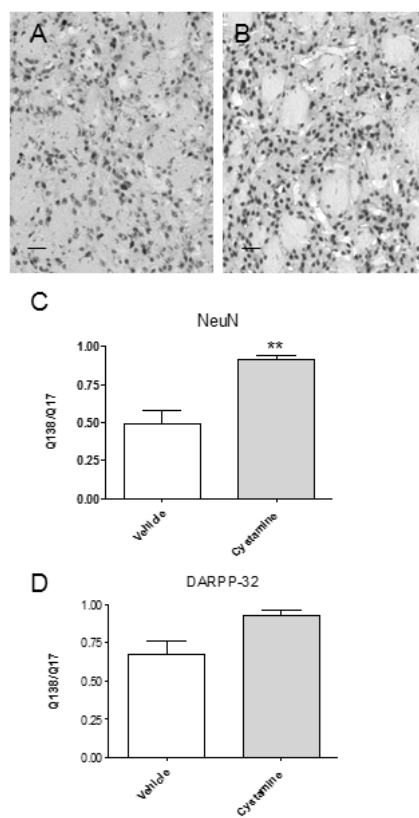 A B
C
NeuN
**
1.00
0.75
0.50
0.25
0.00
Q138/Q17
Vehicle
Cystamine
D
DARPP-32
1.00
0.75
0.50
0.25
0.00
Q138/Q17
Vehicle
Cystamine